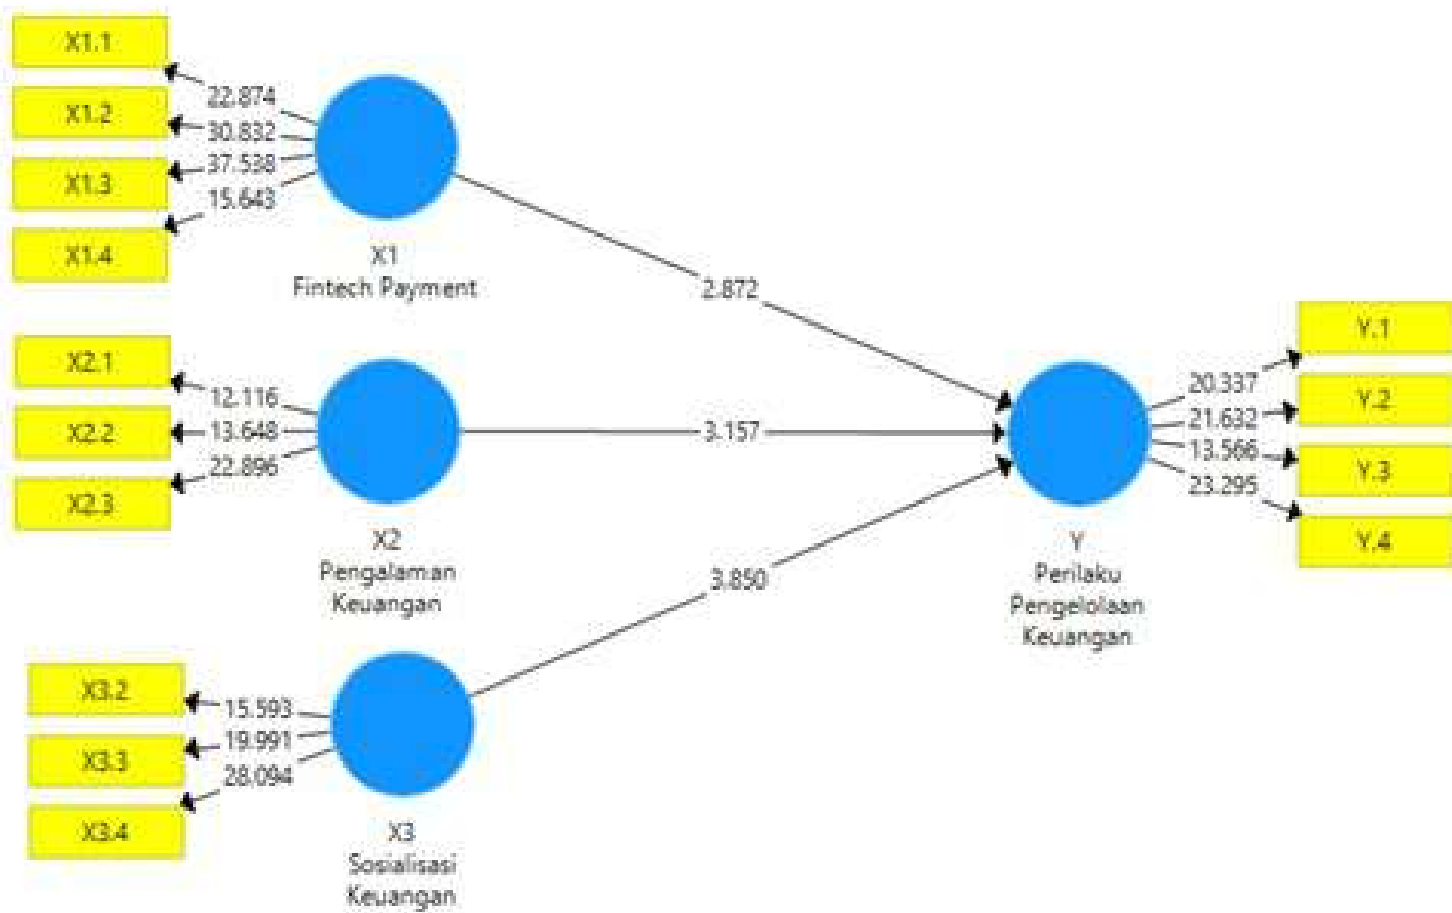 X1.1
X1.2
X1.3
X1.4
22.874
30.832
37.538
15.643
X1
Fintech Payment
2.872
X2.1
X2.2
X2.3
12.116
13.648
22.896
X2
Pengalaman
Keuangan
3.157
X3.2
X3.3
X3.4
15.593
19.991
28.094
X3
Sosialisasi
Keuangan
3.850
Y
Perilaku
Pengelolaan
Keuangan
20.337
21.632
13.566
23.295
Y.1
Y.2
Y.3
Y.4